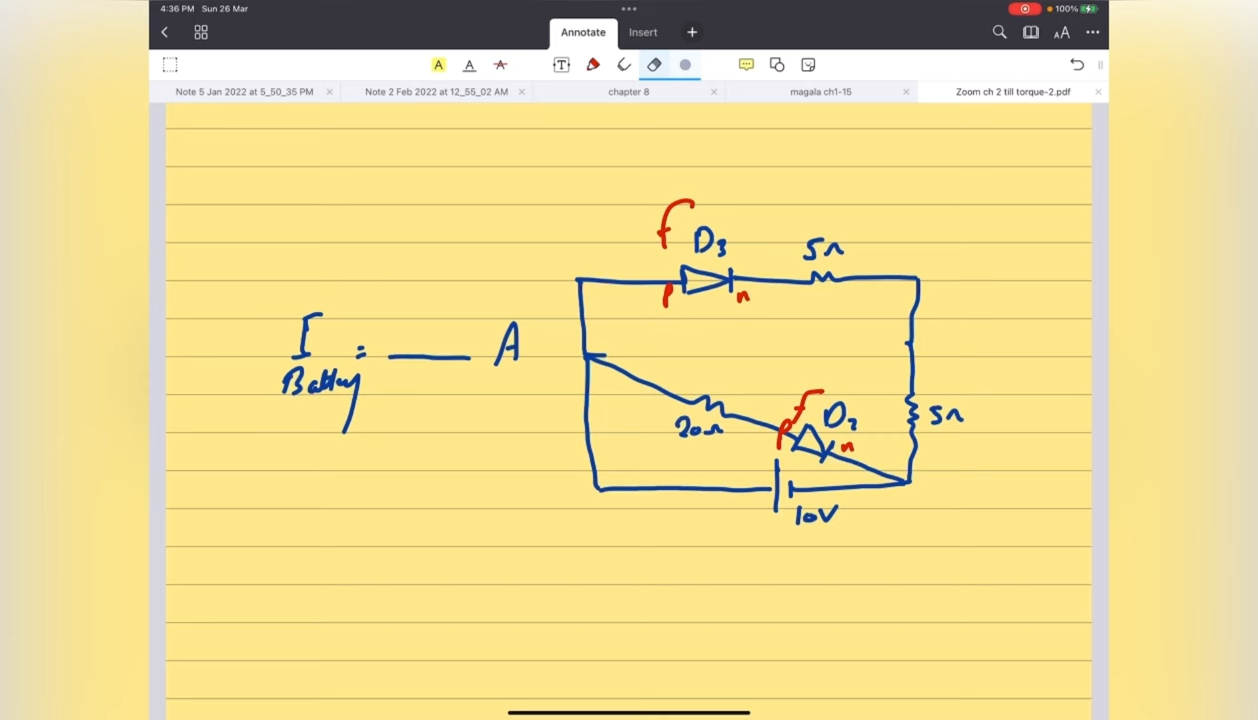 4:36 PM Sun 26 Mar
100%
Annotate
Insert
A A A T
AA
Note 5 Jan 2022 at 5_50_35 PM
Note 2 Feb 2022 at 12_55_02 AM
chapter 8
magala ch1-15
Zoom ch 2 till torque-2.pdf
f
D3 5Ω
p n
I = ____ A
Battery
f
D2 5Ω
20Ω p n
10V